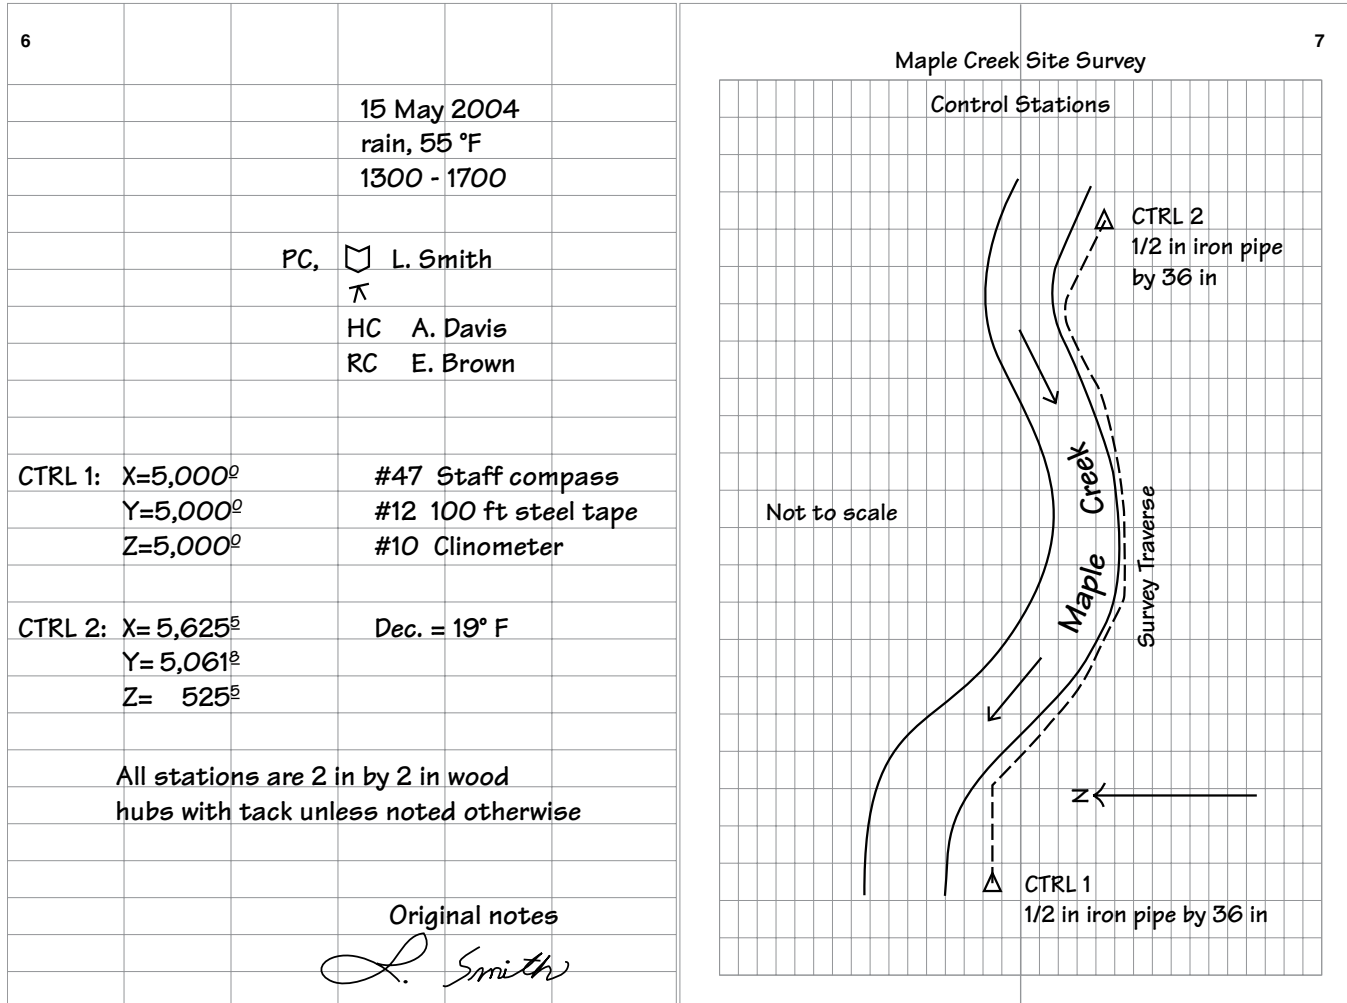 6
15 May 2004
rain, 55 °F
1300 - 1700
PC, L. Smith
HC A. Davis
RC E. Brown
CTRL 1: X=5,000⁰ #47 Staff compass
Y=5,000⁰ #12 100 ft steel tape
Z=5,000⁰ #10 Clinometer
CTRL 2: X= 5,625⁵ Dec. = 19° F
Y= 5,061⁸
Z= 525⁵
All stations are 2 in by 2 in wood
hubs with tack unless noted otherwise
Original notes
L. Smith
7
Maple Creek Site Survey
Control Stations
CTRL 2
1/2 in iron pipe
by 36 in
Not to scale
Maple Creek
Survey Traverse
N
CTRL 1
1/2 in iron pipe by 36 in